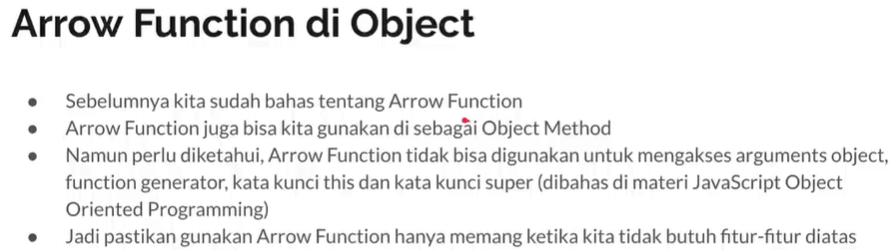 Arrow Function di Object
● Sebelumnya kita sudah bahas tentang Arrow Function
● Arrow Function juga bisa kita gunakan di sebagai Object Method
● Namun perlu diketahui, Arrow Function tidak bisa digunakan untuk mengakses arguments object,
function generator, kata kunci this dan kata kunci super (dibahas di materi JavaScript Object
Oriented Programming)
● Jadi pastikan gunakan Arrow Function hanya memang ketika kita tidak butuh fitur-fitur diatas